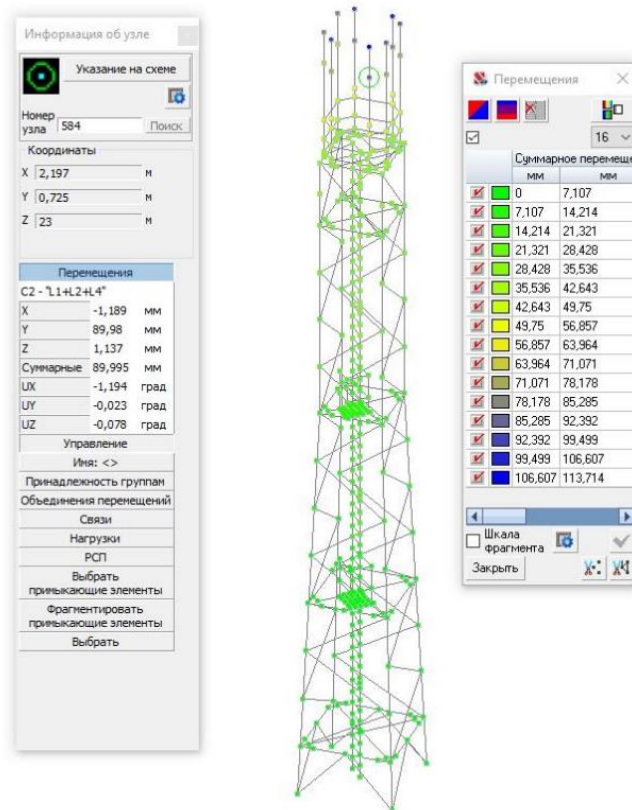 Информация об узле
Указание на схеме
Номер
узла 584 Поиск
Координаты
X 2,197 м
Y 0,725 м
Z 23 м
Перемещения
C2 - "L1+L2+L4"
X -1,189 мм
Y 89,98 мм
Z 1,137 мм
Суммарные 89,995 мм
UX -1,194 град
UY -0,023 град
UZ -0,078 град
Управление
Имя: <>
Принадлежность группам
Объединения перемещений
Связи
Нагрузки
РСП
Выбрать
примыкающие элементы
Фрагментировать
примыкающие элементы
Выбрать
Перемещения
16
Суммарное перемеще
мм мм
0 7,107
7,107 14,214
14,214 21,321
21,321 28,428
28,428 35,536
35,536 42,643
42,643 49,75
49,75 56,857
56,857 63,964
63,964 71,071
71,071 78,178
78,178 85,285
85,285 92,392
92,392 99,499
99,499 106,607
106,607 113,714
Шкала
фрагмента
Закрыть